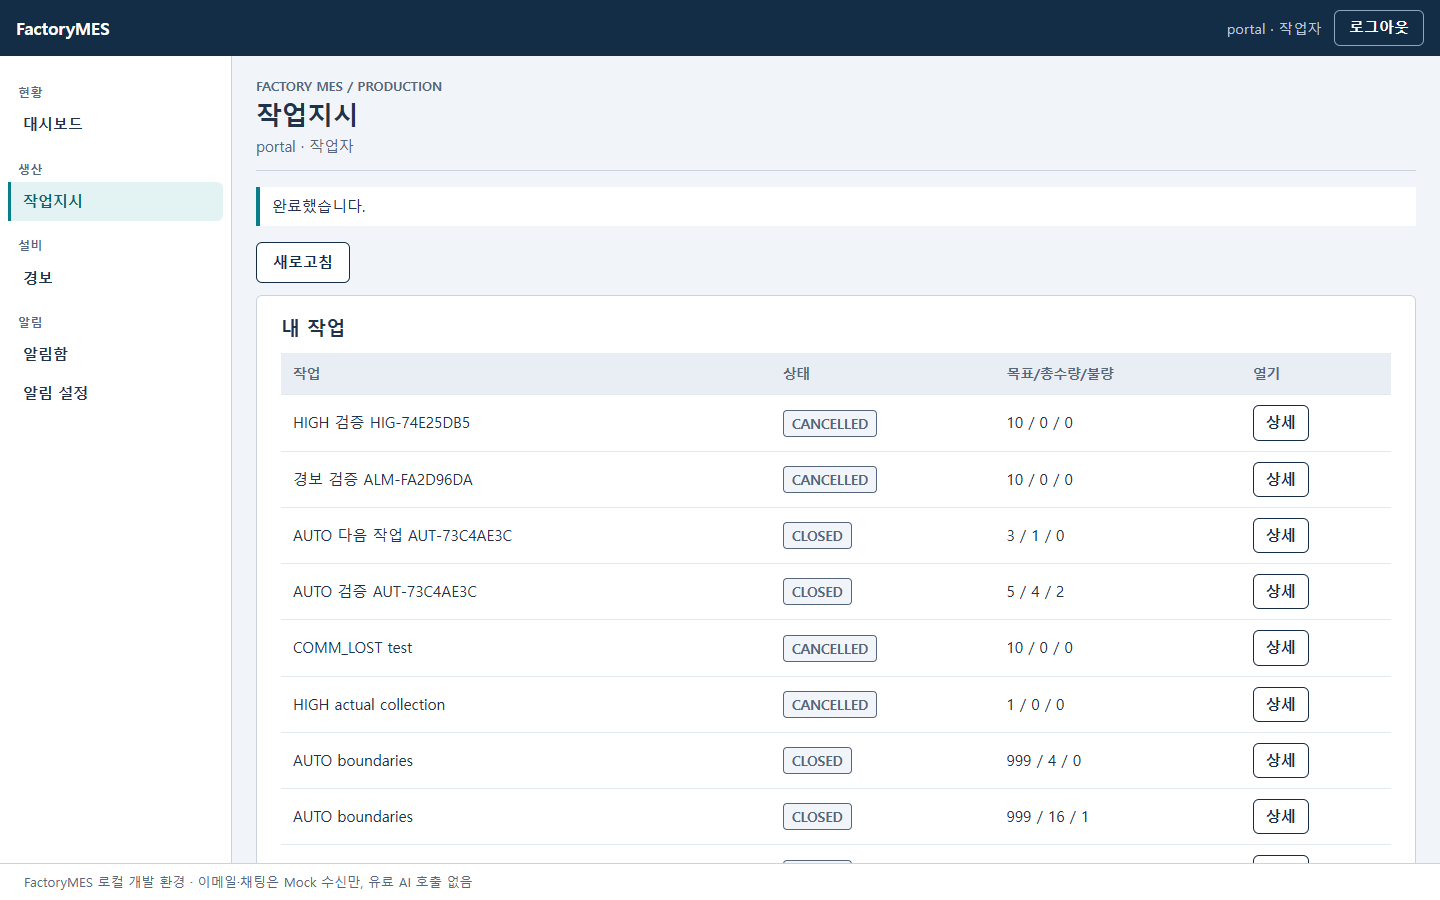 FactoryMES
portal · 작업자
로그아웃
현황
대시보드
생산
작업지시
설비
경보
알림
알림함
알림 설정
FACTORY MES / PRODUCTION
작업지시
portal · 작업자
완료했습니다.
새로고침
내 작업
작업 상태 목표/총수량/불량 열기
HIGH 검증 HIG-74E25DB5 CANCELLED 10 / 0 / 0 상세
경보 검증 ALM-FA2D96DA CANCELLED 10 / 0 / 0 상세
AUTO 다음 작업 AUT-73C4AE3C CLOSED 3 / 1 / 0 상세
AUTO 검증 AUT-73C4AE3C CLOSED 5 / 4 / 2 상세
COMM_LOST test CANCELLED 10 / 0 / 0 상세
HIGH actual collection CANCELLED 1 / 0 / 0 상세
AUTO boundaries CLOSED 999 / 4 / 0 상세
AUTO boundaries CLOSED 999 / 16 / 1 상세
FactoryMES 로컬 개발 환경 · 이메일·채팅은 Mock 수신만, 유료 AI 호출 없음